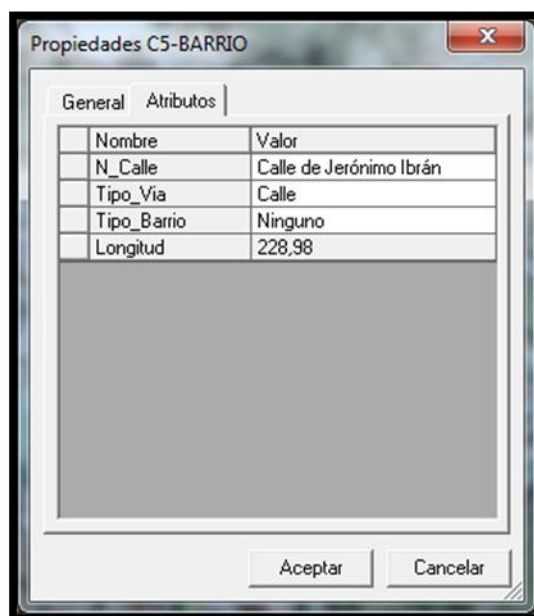 Propiedades C5-BARRIO
General Atributos
Nombre Valor
N_Calle Calle de Jerónimo Ibrán
Tipo_Via Calle
Tipo_Barrio Ninguno
Longitud 228,98
Aceptar Cancelar